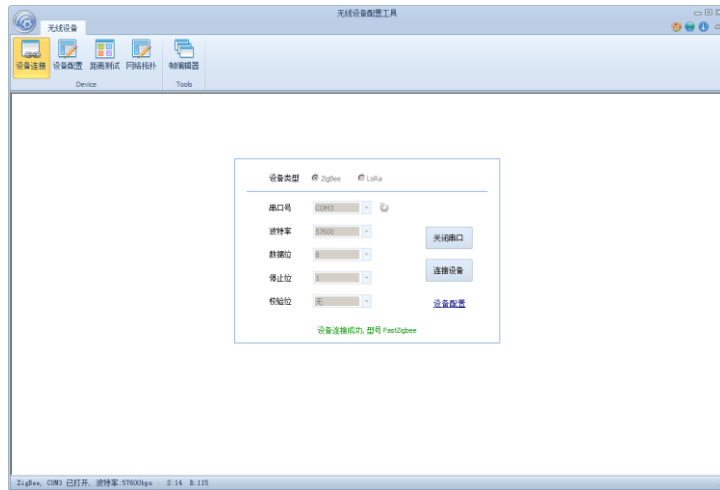 无线设备配置工具
无线设备
设备连接 设备配置 距离测试 网络拓扑 帧编辑器
Device Tools
设备类型 ZigBee LoRa
串口号 COM3
波特率 57600
关闭串口
数据位 8
连接设备
停止位 1
校验位 无
设备配置
设备连接成功, 型号 FastZigbee
ZigBee, COM3 已打开, 波特率:57600bps S:14 R:115